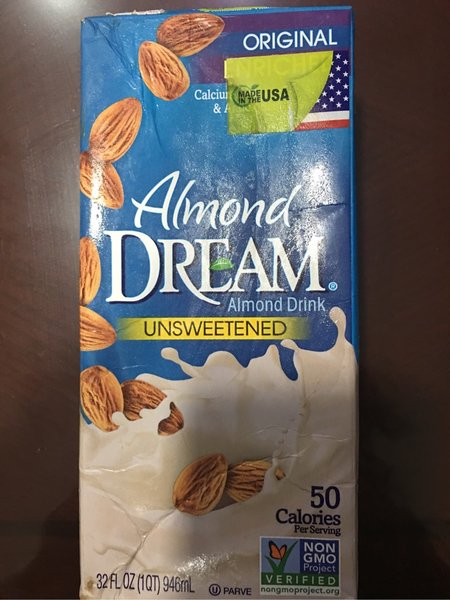 ORIGINAL
MADE
IN THE USA
& A
Almond
DREAM®
Almond Drink
UNSWEETENED
50
Calories
Per Serving
NON
GMO
Project
VERIFIED
nongmoproject.org
32 FL OZ (1 QT) 946mL
U PARVE